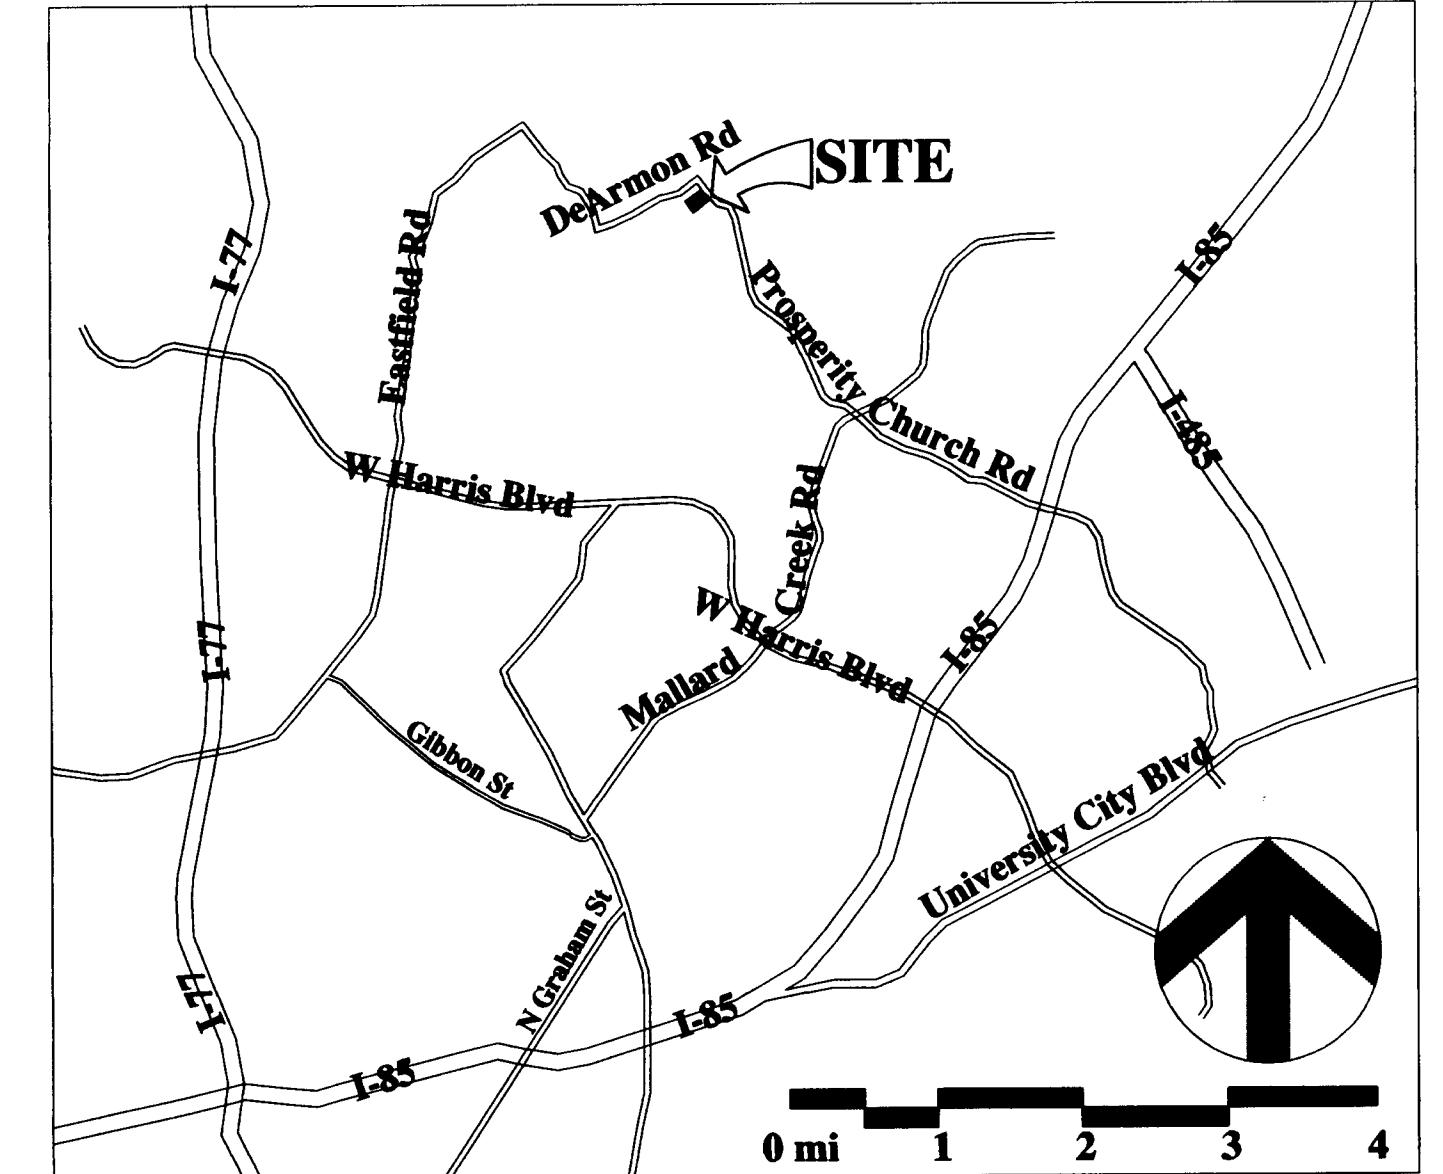 DeArmon Rd
SITE
I-77
Eastfield Rd
I-85
Prosperity Church Rd
I-485
W Harris Blvd
Creek Rd
W Harris Blvd
I-85
I-77
Mallard
Gibbon St
University City Blvd
N Graham St
I-77
I-85
I-85
0 mi 1 2 3 4